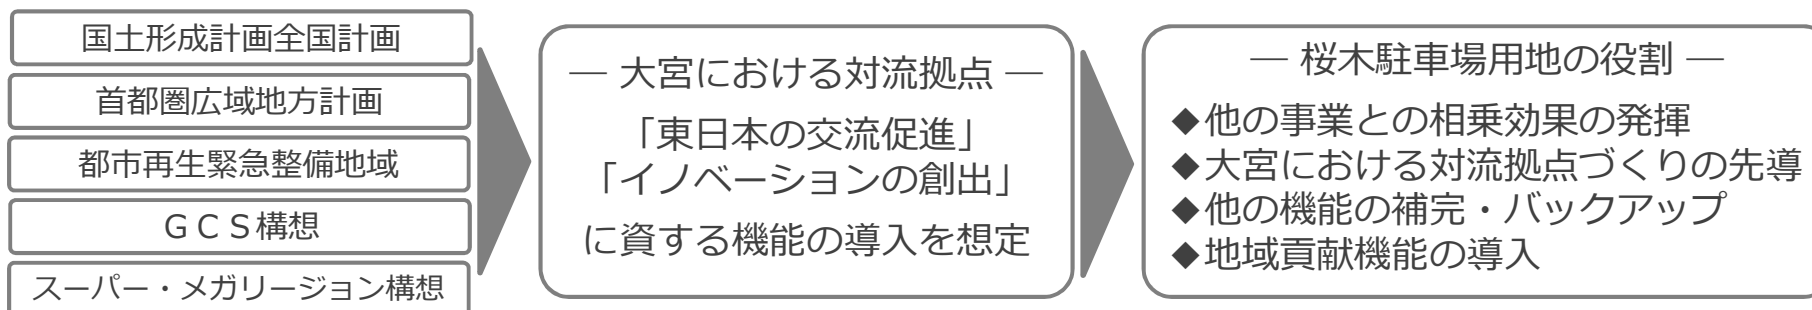 国土形成計画全国計画
首都圏広域地方計画
都市再生緊急整備地域
ＧＣＳ構想
スーパー・メガリージョン構想
― 大宮における対流拠点 ―
「東日本の交流促進」
「イノベーションの創出」
に資する機能の導入を想定
― 桜木駐車場用地の役割 ―
◆他の事業との相乗効果の発揮
◆大宮における対流拠点づくりの先導
◆他の機能の補完・バックアップ
◆地域貢献機能の導入